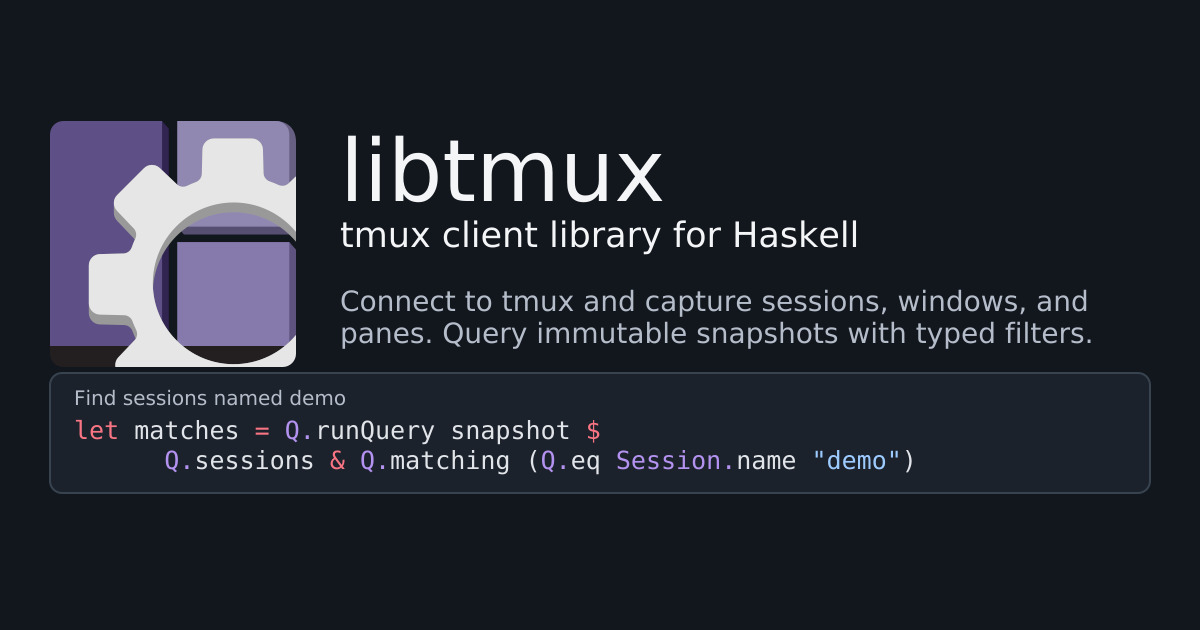 libtmux
tmux client library for Haskell
Connect to tmux and capture sessions, windows, and
panes. Query immutable snapshots with typed filters.
Find sessions named demo
let matches = Q.runQuery snapshot $
      Q.sessions & Q.matching (Q.eq Session.name "demo")